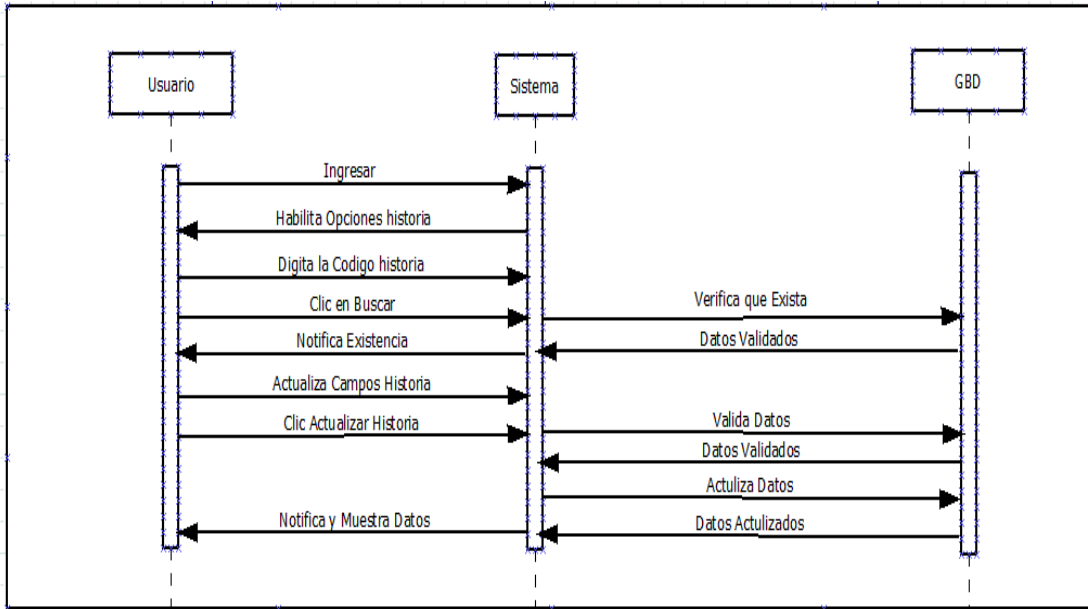 Usuario
Sistema
GBD
Ingresar
Habilita Opciones historia
Digita la Codigo historia
Clic en Buscar
Verifica que Exista
Notifica Existencia
Datos Validados
Actualiza Campos Historia
Clic Actualizar Historia
Valida Datos
Datos Validados
Actuliza Datos
Notifica y Muestra Datos
Datos Actulizados